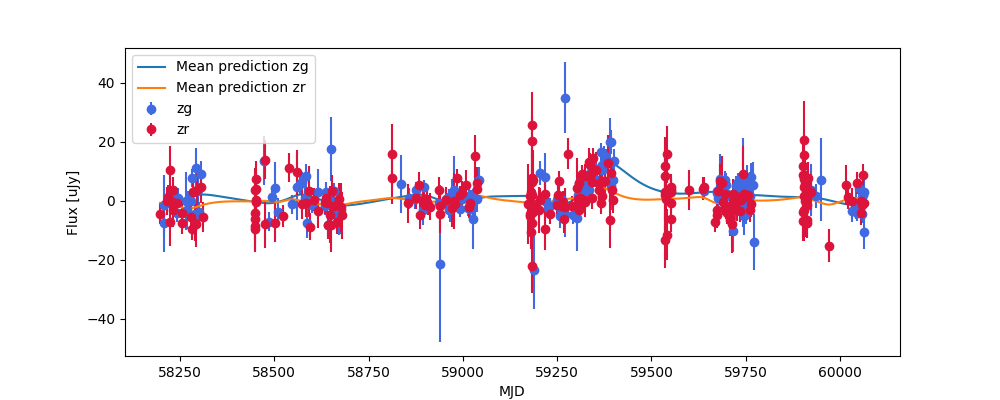 Mean prediction zg
Mean prediction zr
zg
zr
Flux [uJy]
40
20
0
−20
−40
58250
58500
58750
59000
59250
59500
59750
60000
MJD